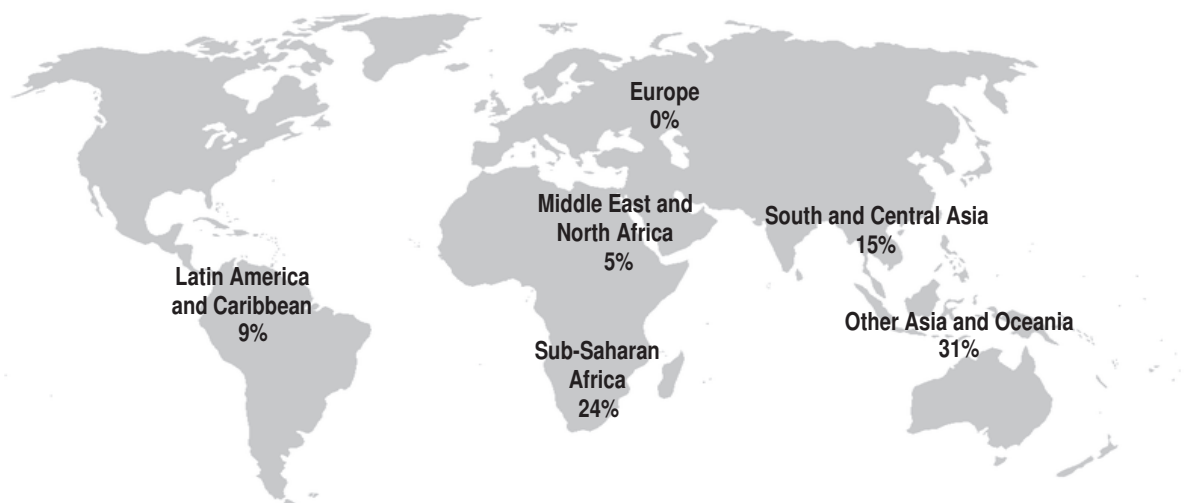 Europe
0%
Middle East and
North Africa
5%
South and Central Asia
15%
Latin America
and Caribbean
9%
Other Asia and Oceania
31%
Sub-Saharan
Africa
24%